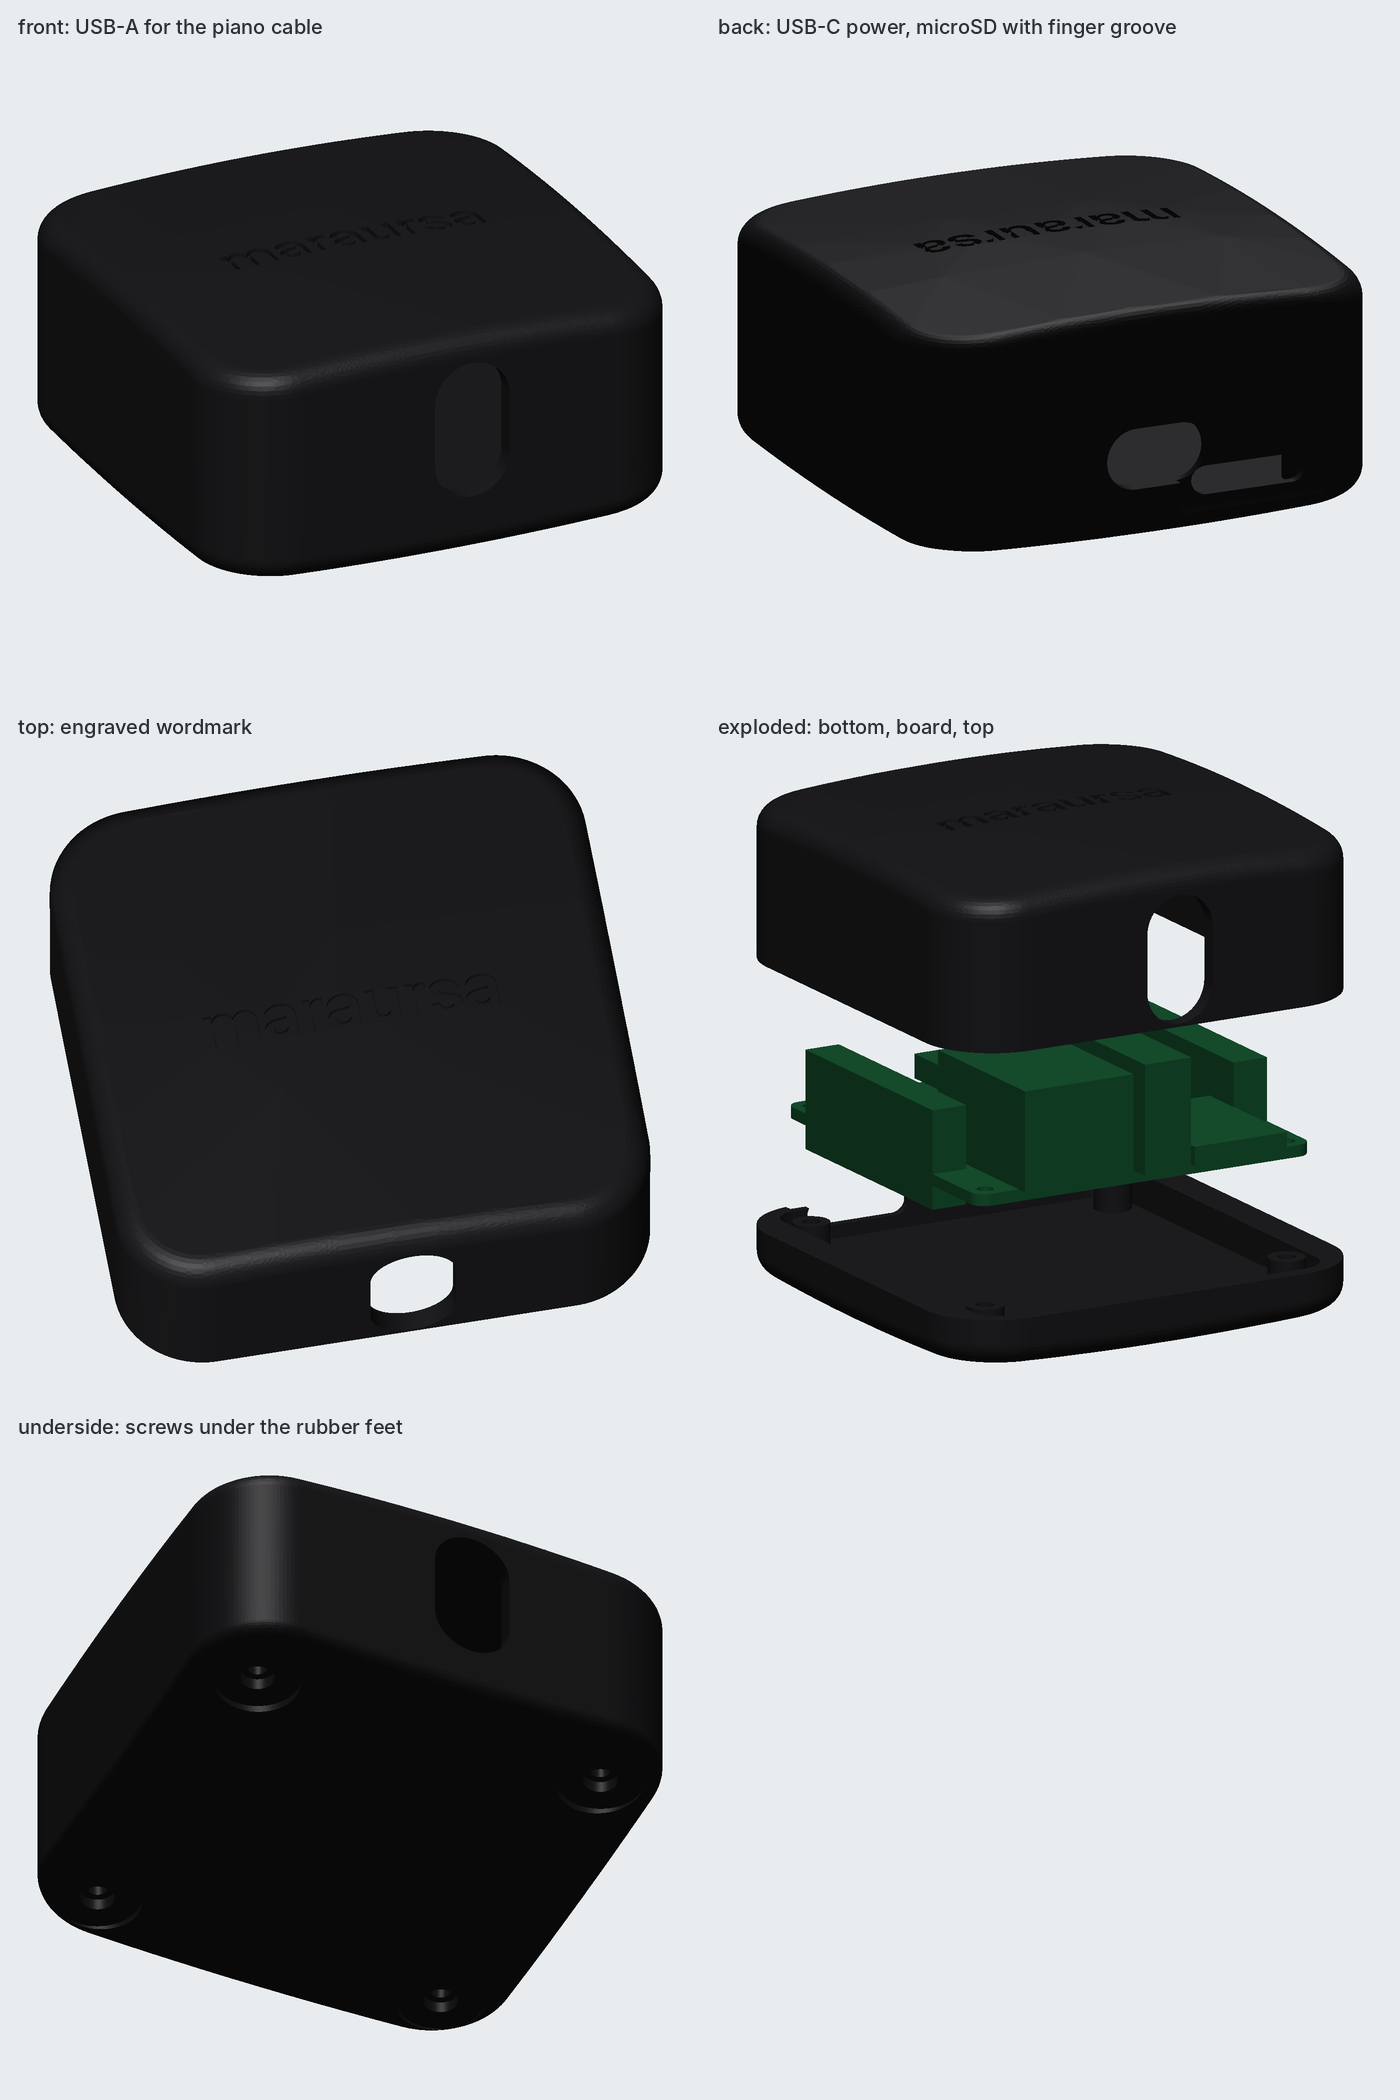 front: USB-A for the piano cable
back: USB-C power, microSD with finger groove
maraursa
maraursa
top: engraved wordmark
exploded: bottom, board, top
maraursa
maraursa
underside: screws under the rubber feet